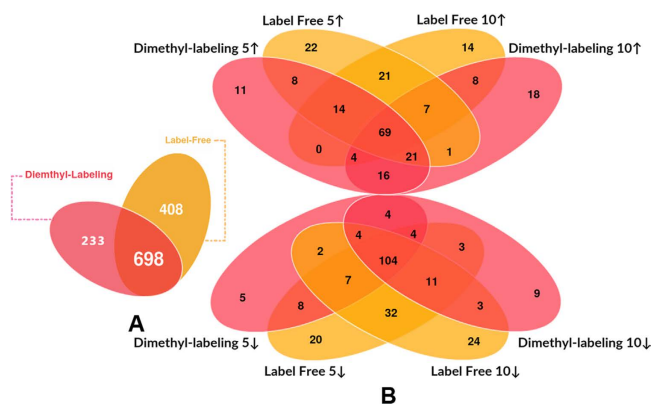 Label Free 5↑
Label Free 10↑
Dimethyl-labeling 5↑
Dimethyl-labeling 10↑
22
14
11
8
21
8
18
14
7
69
0
4
21
1
16
Label-Free
Diemthyl-Labeling
408
233
698
4
4
4
3
2
104
7
11
5
8
32
3
9
20
24
A
Dimethyl-labeling 5↓
Dimethyl-labeling 10↓
Label Free 5↓
Label Free 10↓
B